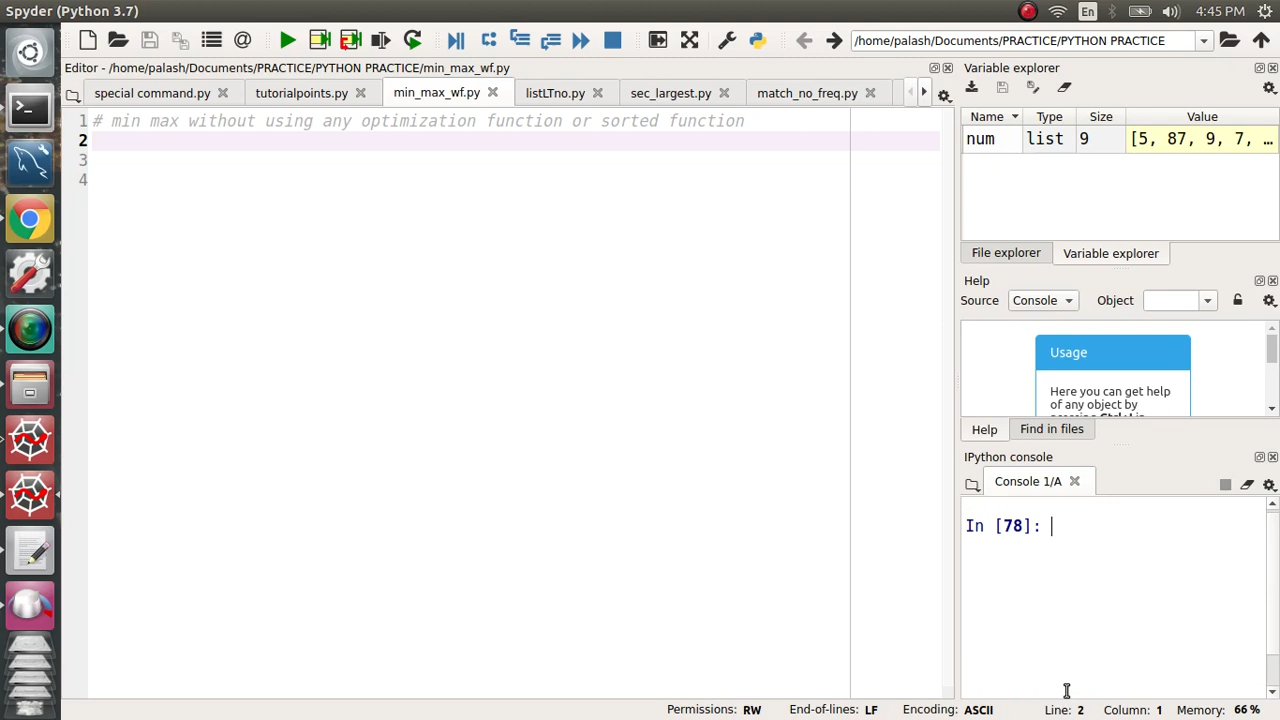 Spyder (Python 3.7)
En
4:45 PM
/home/palash/Documents/PRACTICE/PYTHON PRACTICE
Editor - /home/palash/Documents/PRACTICE/PYTHON PRACTICE/min_max_wf.py
special command.py
tutorialpoints.py
min_max_wf.py
listLTno.py
sec_largest.py
match_no_freq.py
1 # min max without using any optimization function or sorted function
2
3
4
Variable explorer
Name Type Size Value
num list 9 [5, 87, 9, 7, …
File explorer
Variable explorer
Help
Source Console Object
Usage
Here you can get help
of any object by
Help
Find in files
IPython console
Console 1/A
In [78]:
Permissions: RW End-of-lines: LF Encoding: ASCII Line: 2 Column: 1 Memory: 66 %